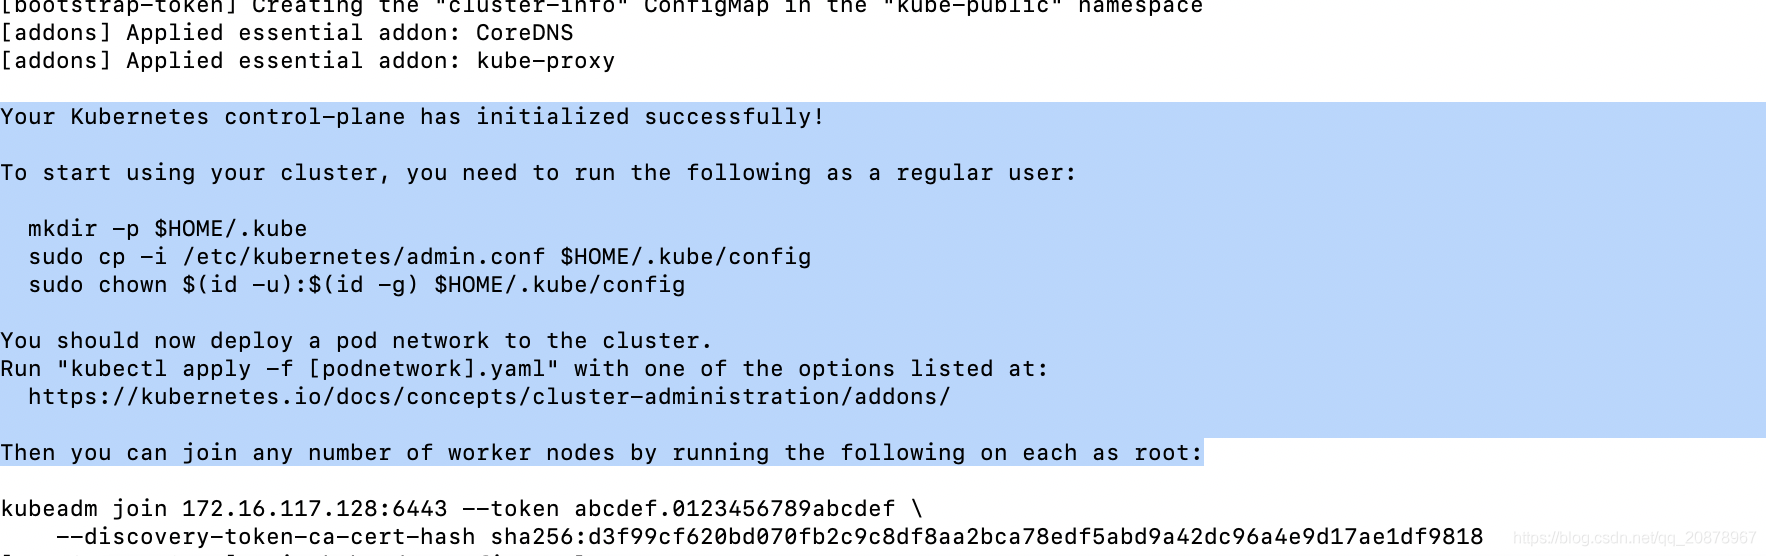 [bootstrap-token] Creating the "cluster-info" ConfigMap in the "kube-public" namespace
[addons] Applied essential addon: CoreDNS
[addons] Applied essential addon: kube-proxy
Your Kubernetes control-plane has initialized successfully!
To start using your cluster, you need to run the following as a regular user:
mkdir -p $HOME/.kube
sudo cp -i /etc/kubernetes/admin.conf $HOME/.kube/config
sudo chown $(id -u):$(id -g) $HOME/.kube/config
You should now deploy a pod network to the cluster.
Run "kubectl apply -f [podnetwork].yaml" with one of the options listed at:
https://kubernetes.io/docs/concepts/cluster-administration/addons/
Then you can join any number of worker nodes by running the following on each as root:
kubeadm join 172.16.117.128:6443 --token abcdef.0123456789abcdef \
--discovery-token-ca-cert-hash sha256:d3f99cf620bd070fb2c9c8df8aa2bca78edf5abd9a42dc96a4e9d17ae1df9818
https://blog.csdn.net/qq_20878967